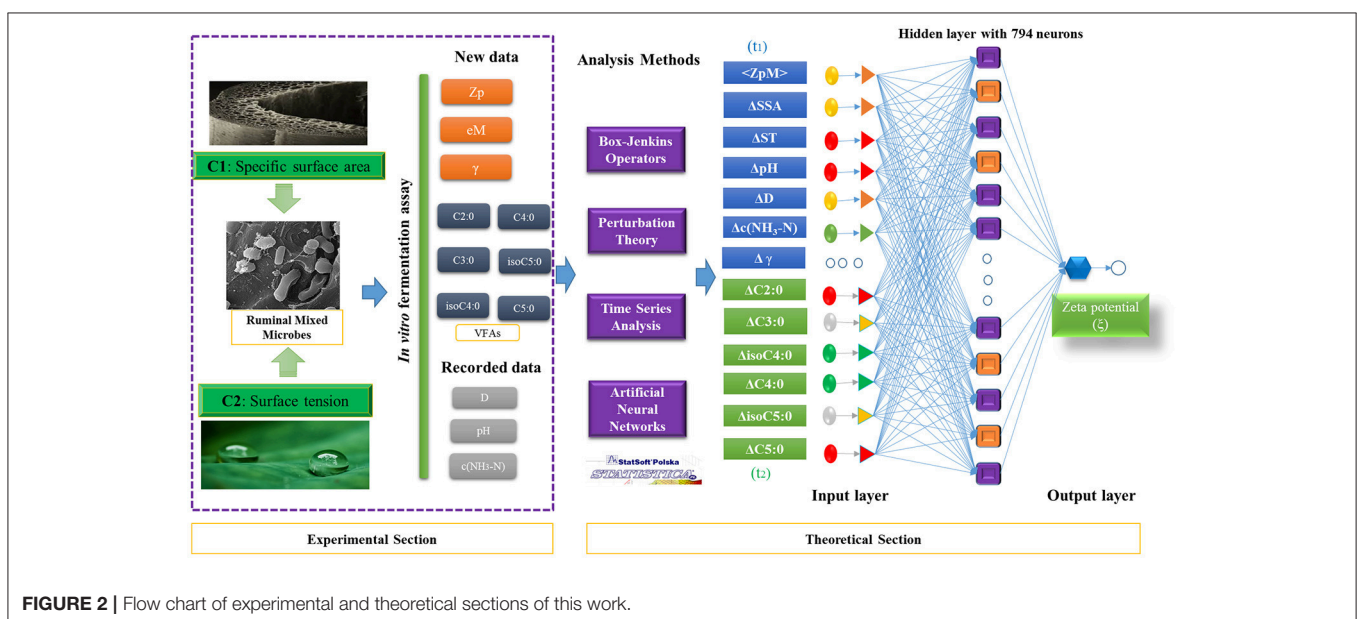 C1: Specific surface area
Ruminal Mixed
Microbes
C2: Surface tension
In vitro fermentation assay
New data
Zp
eM
γ
C2:0
C4:0
C3:0
isoC5:0
isoC4:0
C5:0
VFAs
Recorded data
D
pH
c(NH3-N)
Experimental Section
Analysis Methods
Box-Jenkins
Operators
Perturbation
Theory
Time Series
Analysis
Artificial
Neural
Networks
StatSoft Polska
STATISTICA
(t1)
<ZpM>
ΔSSA
ΔST
ΔpH
ΔD
Δc(NH3-N)
Δ γ
ΔC2:0
ΔC3:0
ΔisoC4:0
ΔC4:0
ΔisoC5:0
ΔC5:0
(t2)
Input layer
Hidden layer with 794 neurons
Zeta potential
(ξ)
Output layer
Theoretical Section
FIGURE 2 | Flow chart of experimental and theoretical sections of this work.